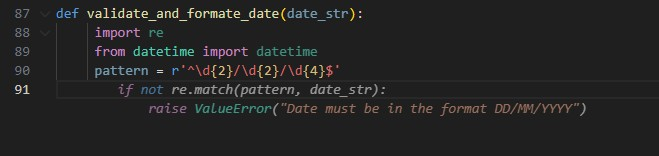 87 def validate_and_formate_date(date_str):
88 import re
89 from datetime import datetime
90 pattern = r'^\d{2}/\d{2}/\d{4}$'
91 if not re.match(pattern, date_str):
raise ValueError("Date must be in the format DD/MM/YYYY")